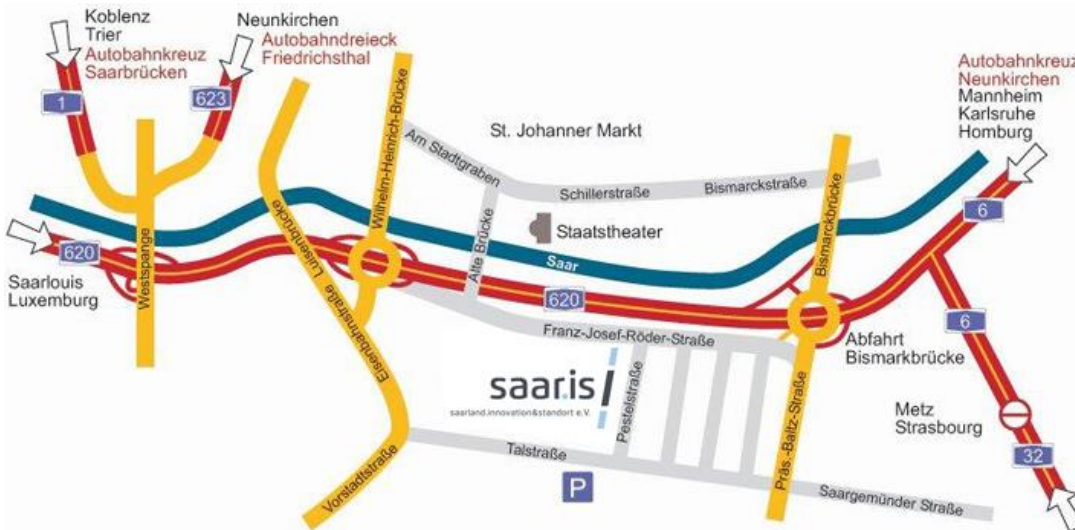 Koblenz
Trier
Autobahnkreuz
Saarbrücken
Neunkirchen
Autobahndreieck
Friedrichsthal
Autobahnkreuz
Neunkirchen
Mannheim
Karlsruhe
Homburg
1
623
St. Johanner Markt
Am Stadtgraben
Schillerstraße
Bismarckstraße
Wilhelm-Heinrich-Brücke
Luisenbrücke
Alte Brücke
Staatstheater
Bismarckbrücke
6
620
Saarlouis
Luxemburg
Westspange
Saar
620
Franz-Josef-Röder-Straße
6
Abfahrt
Bismarkbrücke
Eisenbahnstraße
saar.is
saarland.innovation&standort e.V.
Pestelstraße
Präs.-Baltz-Straße
Metz
Strasbourg
32
Talstraße
Vorstadtstraße
P
Saargemünder Straße